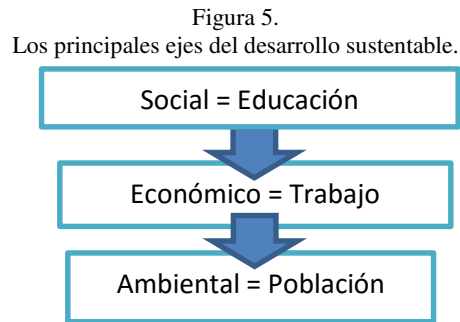 Figura 5.
Los principales ejes del desarrollo sustentable.
Social = Educación
Económico = Trabajo
Ambiental = Población